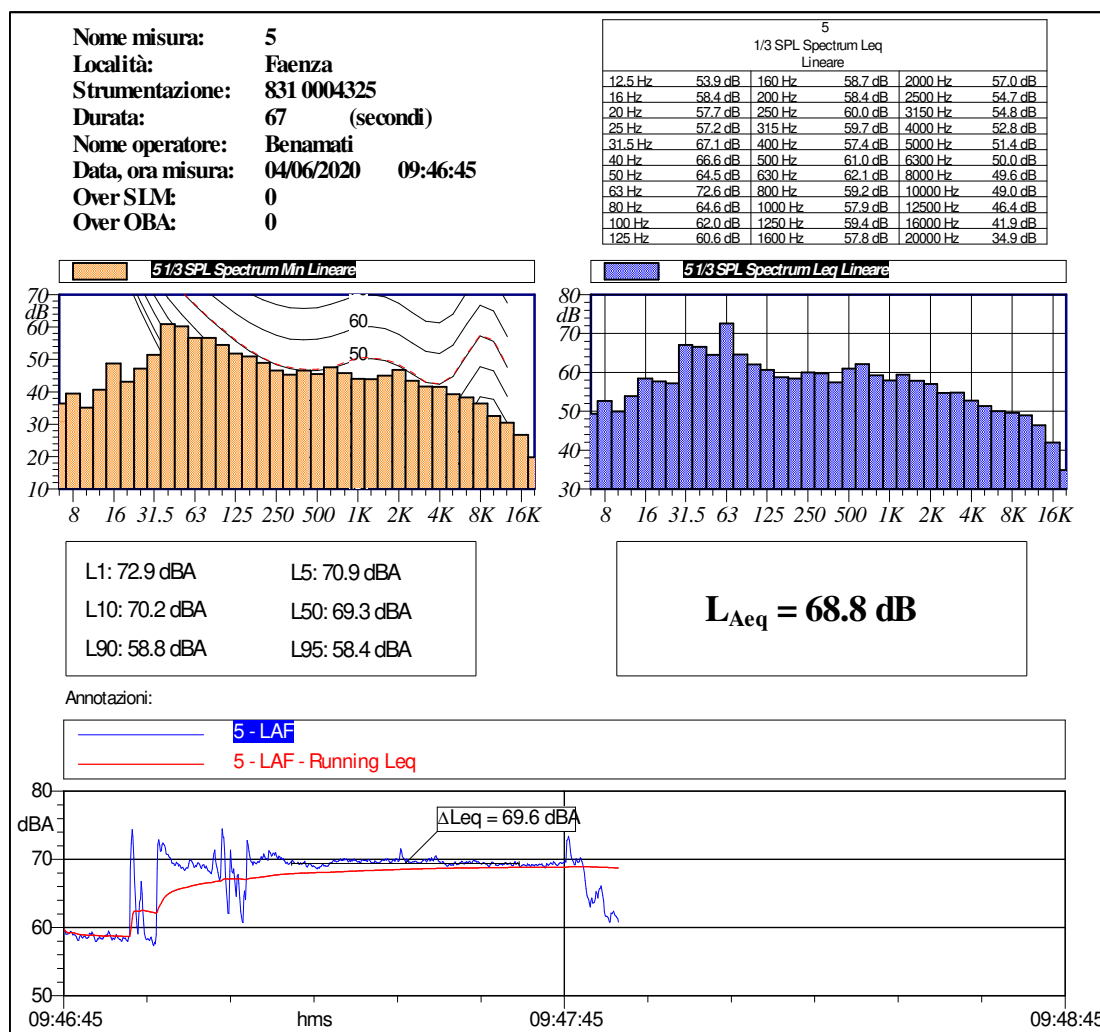 Nome misura: 5
Località: Faenza
Strumentazione: 831 0004325
Durata: 67 (secondi)
Nome operatore: Benamati
Data, ora misura: 04/06/2020 09:46:45
Over SLM: 0
Over OBA: 0
5
1/3 SPL Spectrum Leq
Lineare
12.5 Hz 53.9 dB 160 Hz 58.7 dB 2000 Hz 57.0 dB
16 Hz 58.4 dB 200 Hz 58.4 dB 2500 Hz 54.7 dB
20 Hz 57.7 dB 250 Hz 60.0 dB 3150 Hz 54.8 dB
25 Hz 57.2 dB 315 Hz 59.7 dB 4000 Hz 52.8 dB
31.5 Hz 67.1 dB 400 Hz 57.4 dB 5000 Hz 51.4 dB
40 Hz 66.6 dB 500 Hz 61.0 dB 6300 Hz 50.0 dB
50 Hz 64.5 dB 630 Hz 62.1 dB 8000 Hz 49.6 dB
63 Hz 72.6 dB 800 Hz 59.2 dB 10000 Hz 49.0 dB
80 Hz 64.6 dB 1000 Hz 57.9 dB 12500 Hz 46.4 dB
100 Hz 62.0 dB 1250 Hz 59.4 dB 16000 Hz 41.9 dB
125 Hz 60.6 dB 1600 Hz 57.8 dB 20000 Hz 34.9 dB
5 1/3 SPL Spectrum Min Lineare
70
dB
60
50
40
30
20
10
60
50
8 16 31.5 63 125 250 500 1K 2K 4K 8K 16K
5 1/3 SPL Spectrum Leq Lineare
80
dB
70
60
50
40
30
8 16 31.5 63 125 250 500 1K 2K 4K 8K 16K
L1: 72.9 dBA L5: 70.9 dBA
L10: 70.2 dBA L50: 69.3 dBA
L90: 58.8 dBA L95: 58.4 dBA
LAeq = 68.8 dB
Annotazioni:
5 - LAF
5 - LAF - Running Leq
80
dBA
70
60
50
ΔLeq = 69.6 dBA
09:46:45 hms 09:47:45 09:48:45